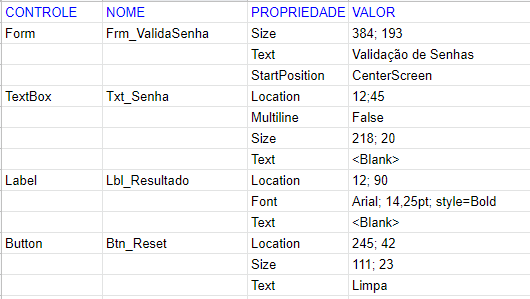 CONTROLE NOME PROPRIEDADE VALOR
Form Frm_ValidaSenha Size 384; 193
Text Validação de Senhas
StartPosition CenterScreen
TextBox Txt_Senha Location 12;45
Multiline False
Size 218; 20
Text <Blank>
Label Lbl_Resultado Location 12; 90
Font Arial; 14,25pt; style=Bold
Text <Blank>
Button Btn_Reset Location 245; 42
Size 111; 23
Text Limpa